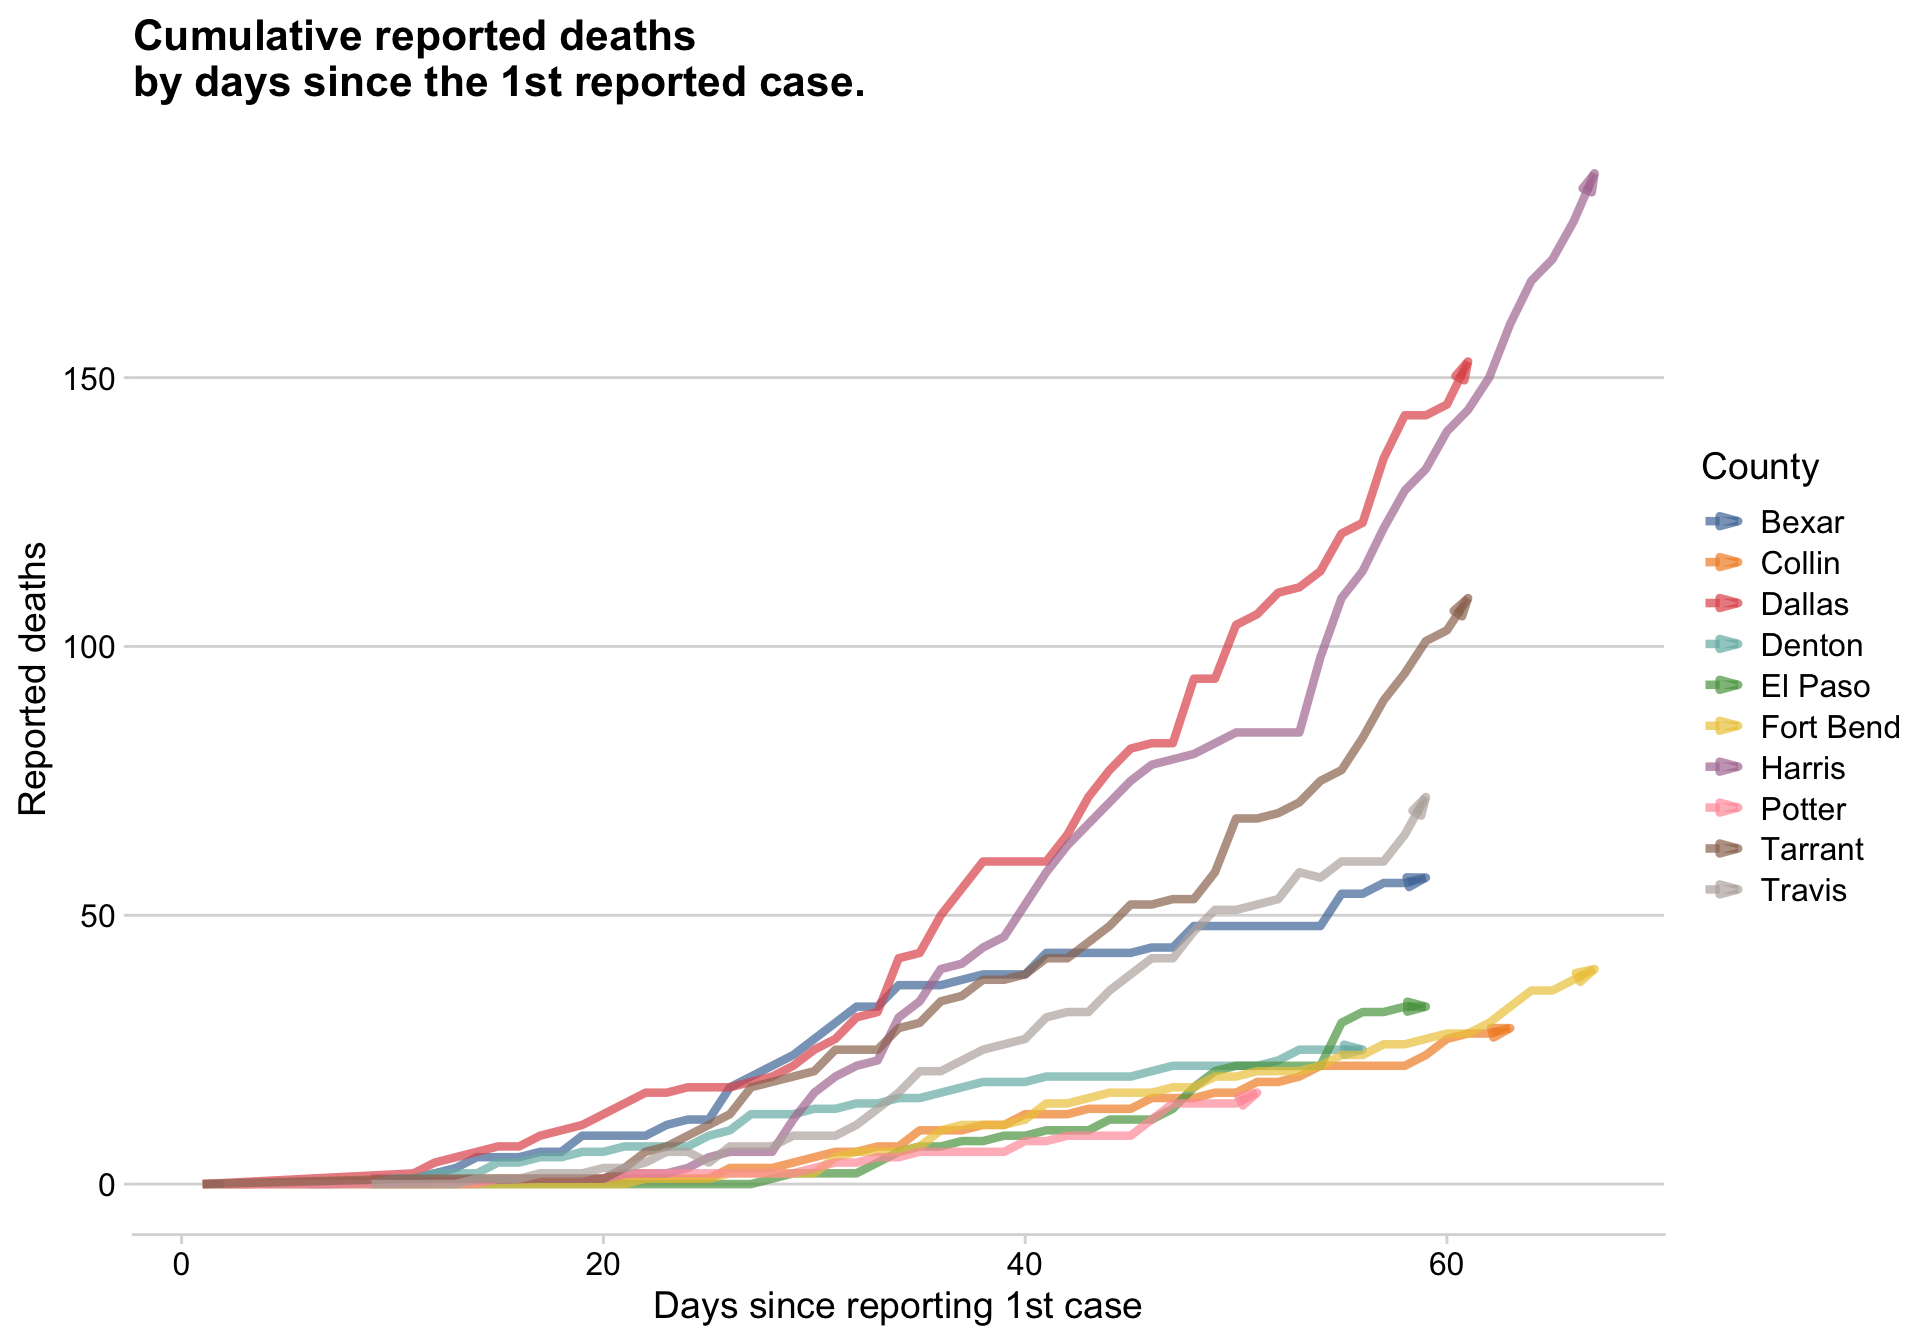 Cumulative reported deaths
by days since the 1st reported case.
150
100
50
0
Reported deaths
0 20 40 60
Days since reporting 1st case
County
Bexar
Collin
Dallas
Denton
El Paso
Fort Bend
Harris
Potter
Tarrant
Travis